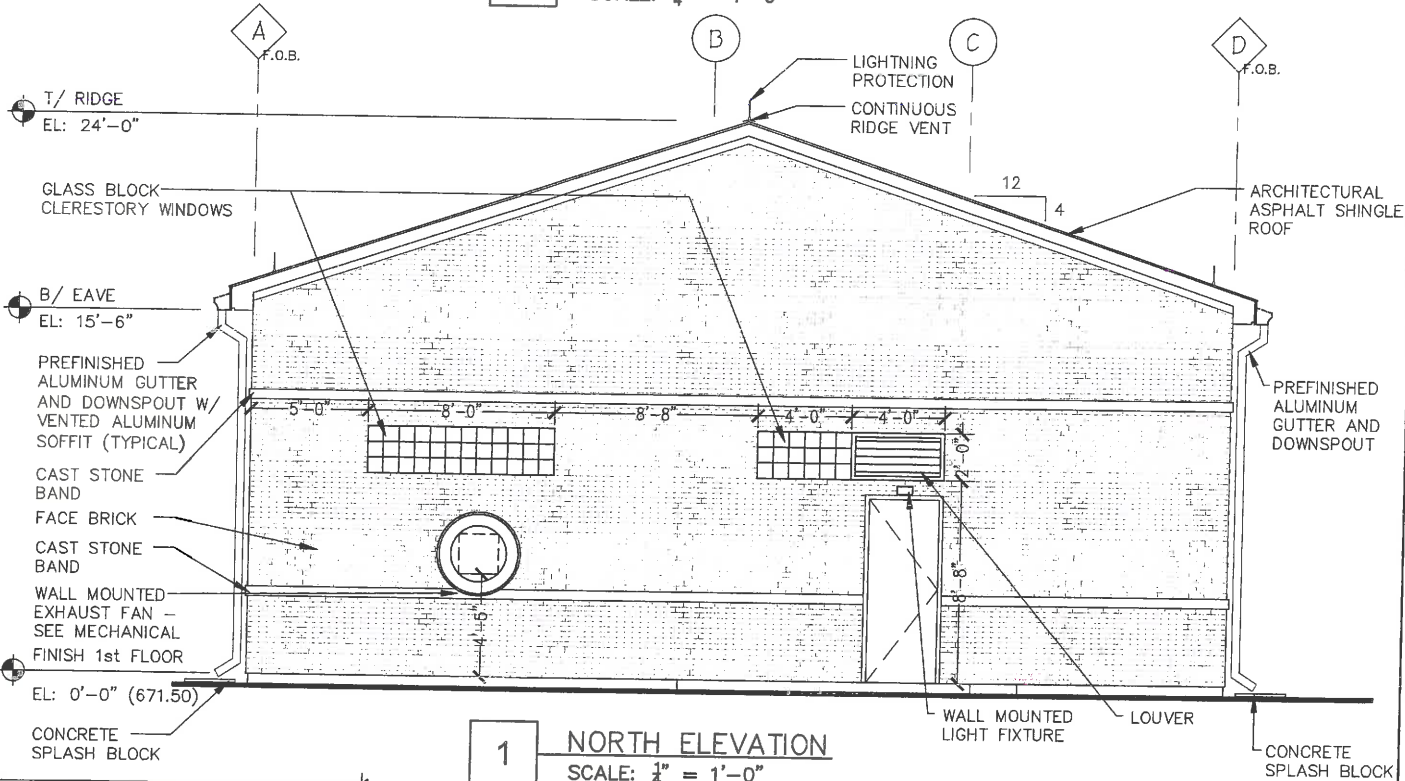 A
F.O.B.
B
C
D
F.O.B.
LIGHTNING
PROTECTION
T/ RIDGE
EL: 24'-0"
CONTINUOUS
RIDGE VENT
GLASS BLOCK
CLERESTORY WINDOWS
12
4
ARCHITECTURAL
ASPHALT SHINGLE
ROOF
B/ EAVE
EL: 15'-6"
PREFINISHED
ALUMINUM GUTTER
AND DOWNSPOUT W/
VENTED ALUMINUM
SOFFIT (TYPICAL)
5'-0"
8'-0"
8'-8"
4'-0"
4'-0"
2'-0"
PREFINISHED
ALUMINUM
GUTTER AND
DOWNSPOUT
CAST STONE
BAND
FACE BRICK
CAST STONE
BAND
WALL MOUNTED
EXHAUST FAN –
SEE MECHANICAL
4'-6"
8'-8"
FINISH 1st FLOOR
EL: 0'-0" (671.50)
CONCRETE
SPLASH BLOCK
WALL MOUNTED
LIGHT FIXTURE
LOUVER
CONCRETE
SPLASH BLOCK
1
NORTH ELEVATION
SCALE: ¼" = 1'-0"